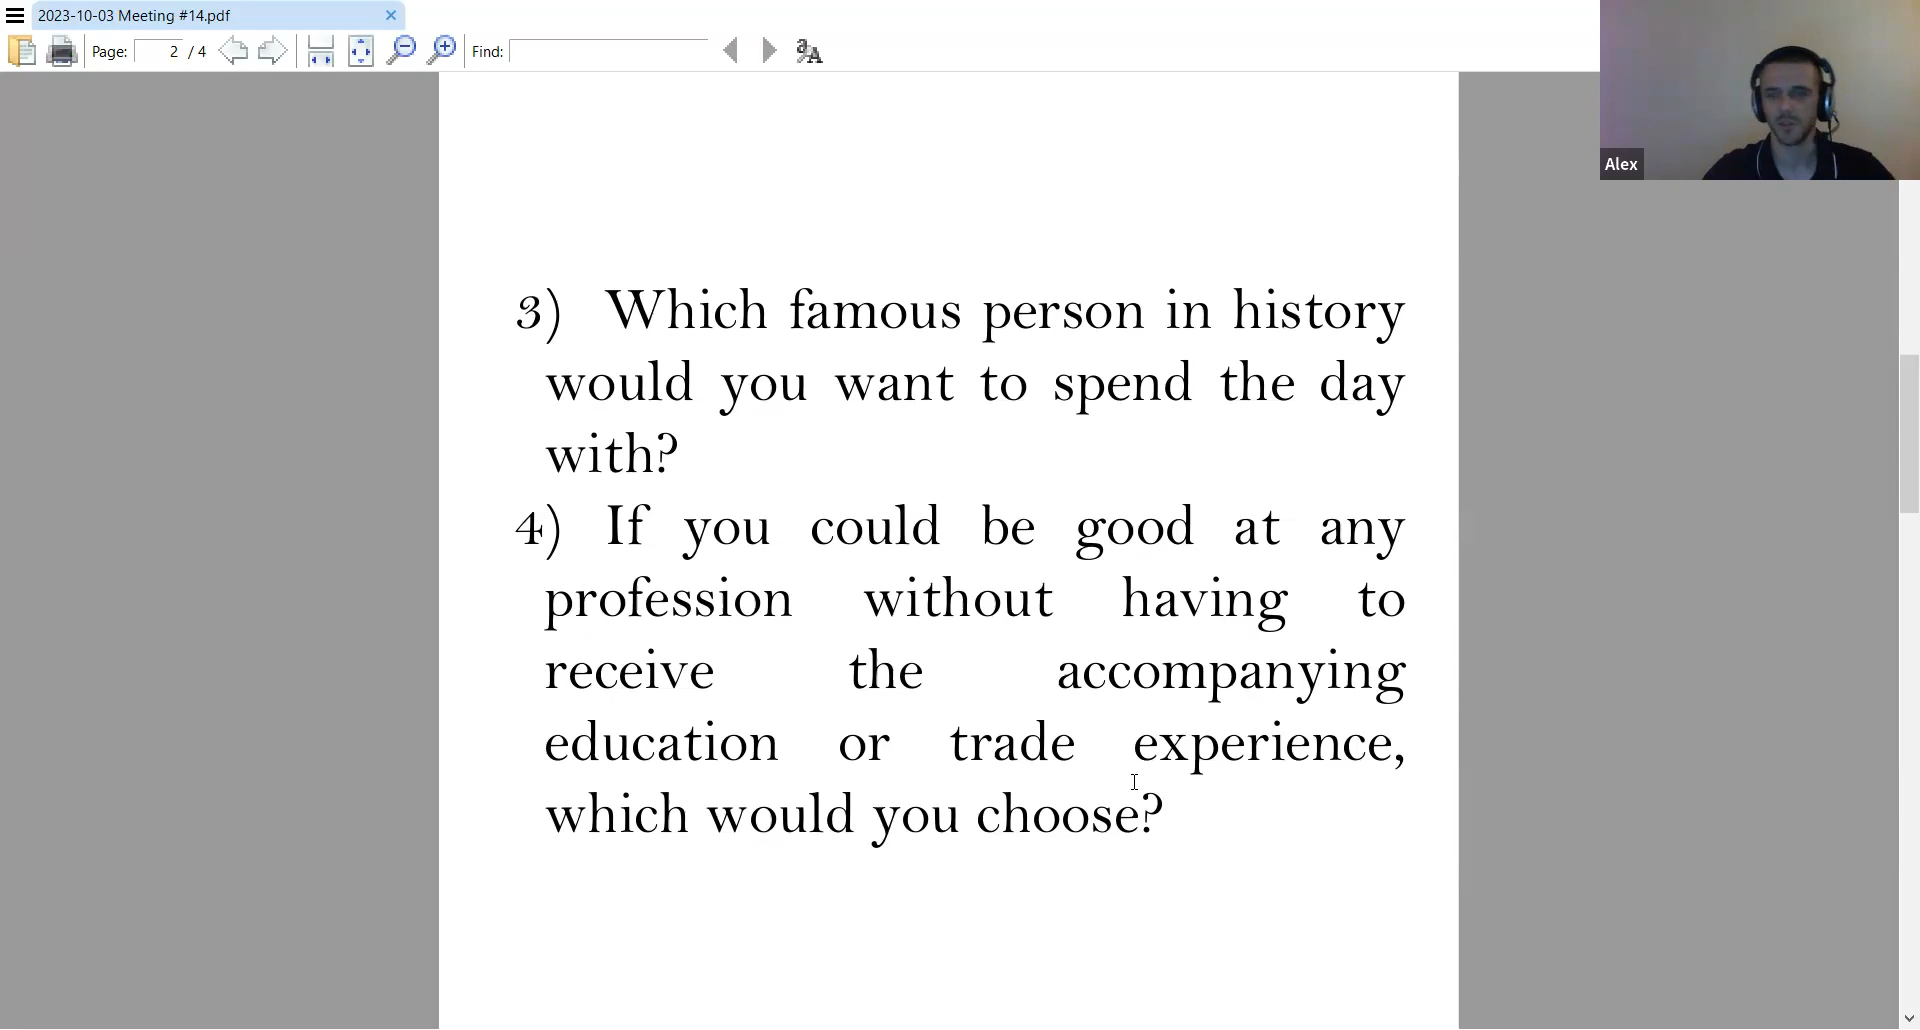 2023-10-03 Meeting #14.pdf
Page: 2 / 4 Find:
Alex
3) Which famous person in history
would you want to spend the day
with?
4) If you could be good at any
profession without having to
receive the accompanying
education or trade experience,
which would you choose?